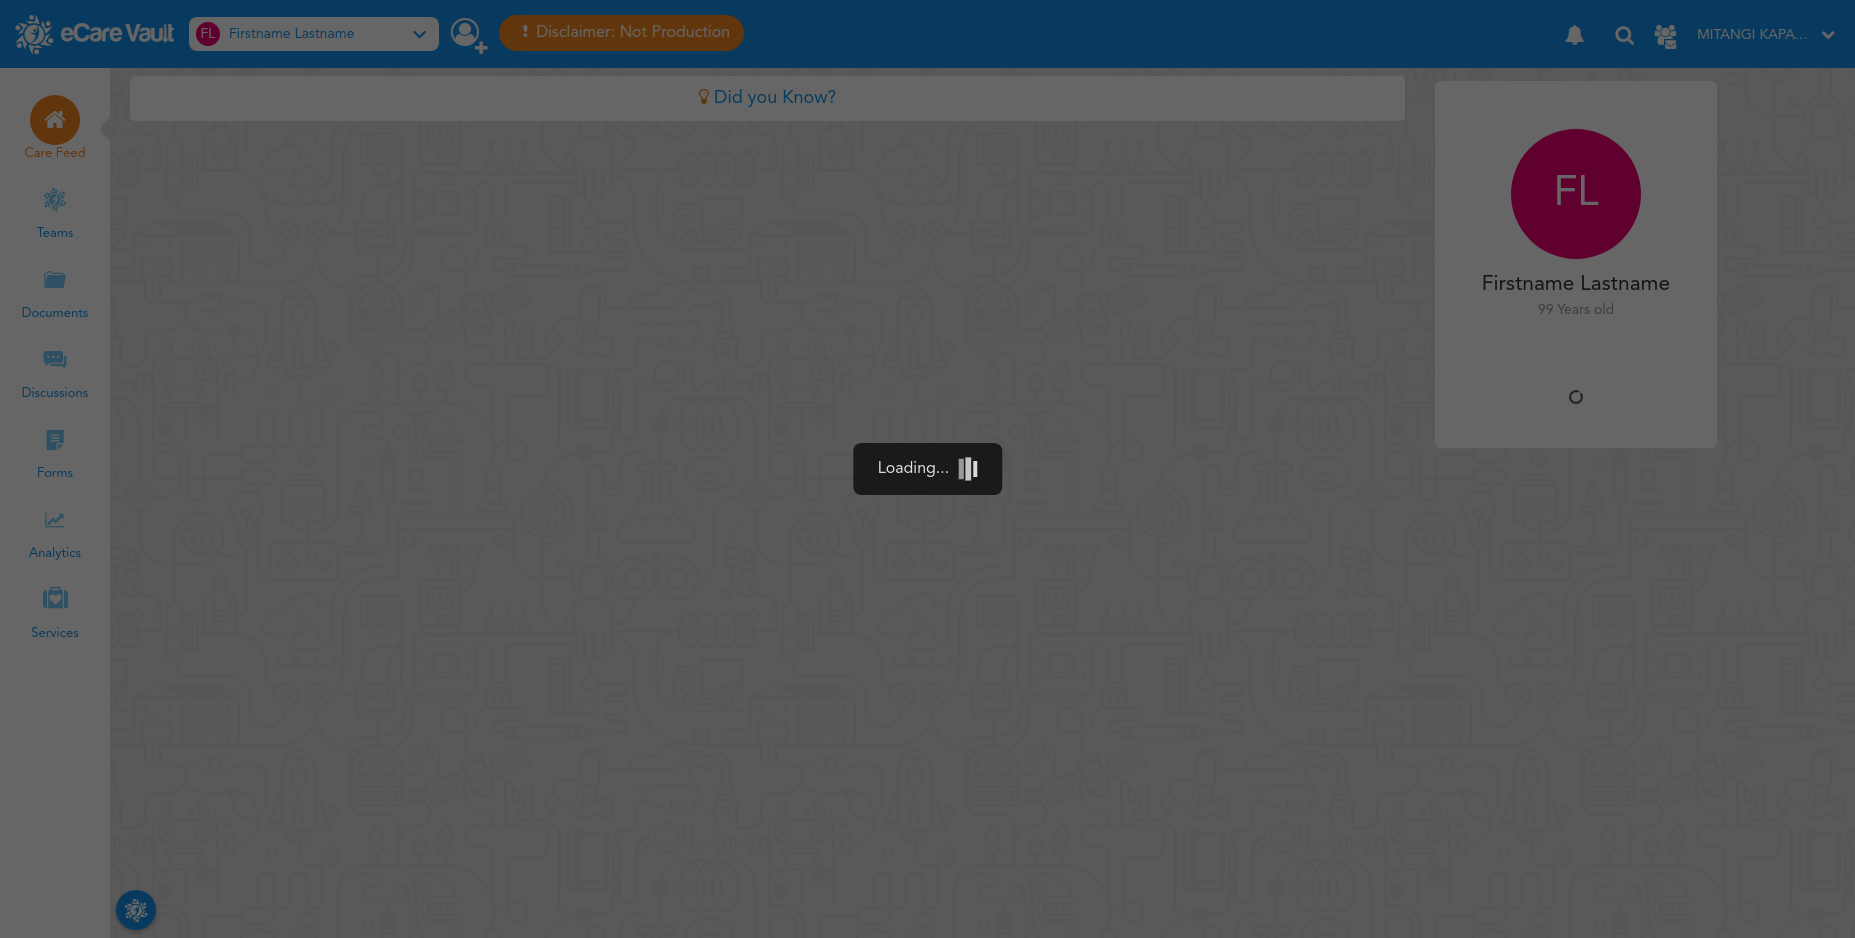 eCare Vault
FL
Firstname Lastname
Disclaimer: Not Production
MITANGI KAPA...
Care Feed
Teams
Documents
Discussions
Forms
Analytics
Services
Did you Know?
FL
Firstname Lastname
99 Years old
Loading...